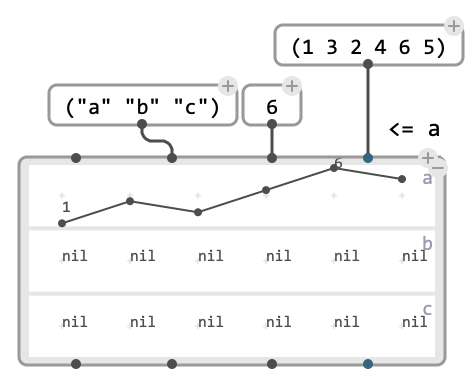 (1 3 2 4 6 5)
("a" "b" "c") 6
<= a
1 6 a
nil nil nil nil nil nil b
nil nil nil nil nil nil c